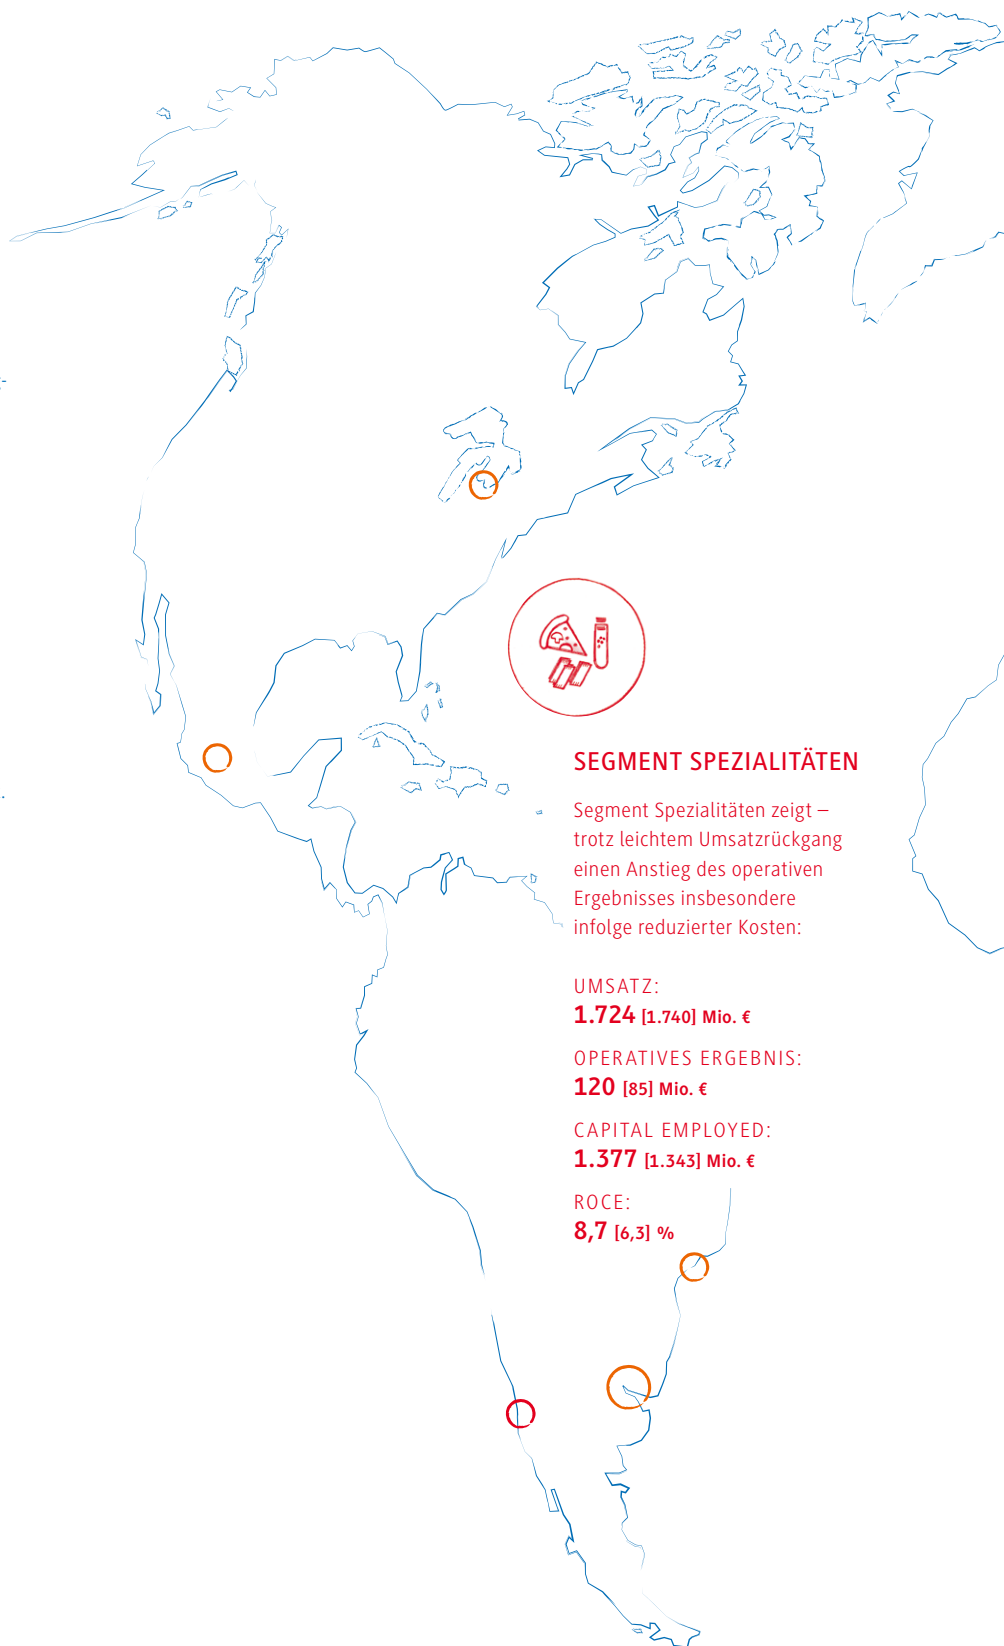 SEGMENT SPEZIALITÄTEN
Segment Spezialitäten zeigt –
trotz leichtem Umsatzrückgang
einen Anstieg des operativen
Ergebnisses insbesondere
infolge reduzierter Kosten:
UMSATZ:
1.724 [1.740] Mio. €
OPERATIVES ERGEBNIS:
120 [85] Mio. €
CAPITAL EMPLOYED:
1.377 [1.343] Mio. €
ROCE:
8,7 [6,3] %